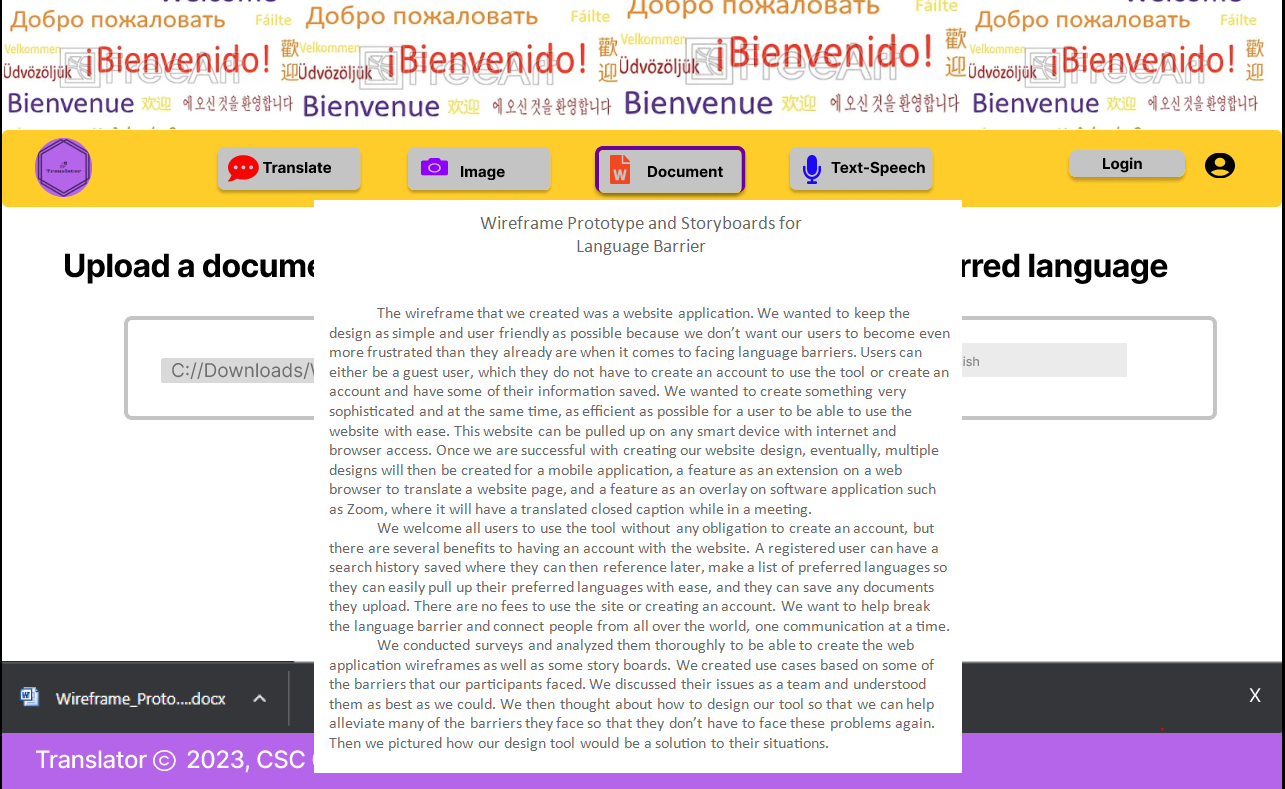 Welcome
Добро пожаловать Fáilte Добро пожаловать Fáilte Добро пожаловать Fáilte Добро пожаловать Fáilte
Velkommen ¡Bienvenido! 歡迎 Velkommen ¡Bienvenido! 歡迎 Velkommen ¡Bienvenido! 歡迎 Velkommen ¡Bienvenido! 歡迎
Üdvözöljük Üdvözöljük Üdvözöljük Üdvözöljük
Bienvenue 欢迎 에 오신 것을 환영합니다 Bienvenue 欢迎 에 오신 것을 환영합니다 Bienvenue 欢迎 에 오신 것을 환영합니다 Bienvenue 欢迎 에 오신 것을 환영합니다
Translator
Translate
Image
W
Document
Text-Speech
Login
Wireframe Prototype and Storyboards for
Language Barrier
Upload a docume
rred language
C://Downloads/
ish
The wireframe that we created was a website application. We wanted to keep the
design as simple and user friendly as possible because we don’t want our users to become even
more frustrated than they already are when it comes to facing language barriers. Users can
either be a guest user, which they do not have to create an account to use the tool or create an
account and have some of their information saved. We wanted to create something very
sophisticated and at the same time, as efficient as possible for a user to be able to use the
website with ease. This website can be pulled up on any smart device with internet and
browser access. Once we are successful with creating our website design, eventually, multiple
designs will then be created for a mobile application, a feature as an extension on a web
browser to translate a website page, and a feature as an overlay on software application such
as Zoom, where it will have a translated closed caption while in a meeting.
We welcome all users to use the tool without any obligation to create an account, but
there are several benefits to having an account with the website. A registered user can have a
search history saved where they can then reference later, make a list of preferred languages so
they can easily pull up their preferred languages with ease, and they can save any documents
they upload. There are no fees to use the site or creating an account. We want to help break
the language barrier and connect people from all over the world, one communication at a time.
We conducted surveys and analyzed them thoroughly to be able to create the web
application wireframes as well as some story boards. We created use cases based on some of
the barriers that our participants faced. We discussed their issues as a team and understood
them as best as we could. We then thought about how to design our tool so that we can help
alleviate many of the barriers they face so that they don’t have to face these problems again.
Then we pictured how our design tool would be a solution to their situations.
Wireframe_Proto....docx
X
Translator © 2023, CSC